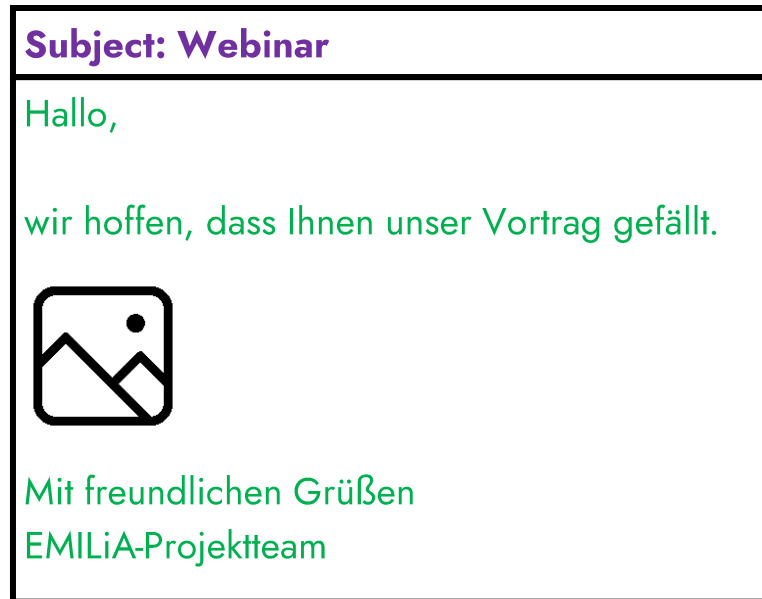 Subject: Webinar
Hallo,
wir hoffen, dass Ihnen unser Vortrag gefällt.
Mit freundlichen Grüßen
EMILiA-Projektteam